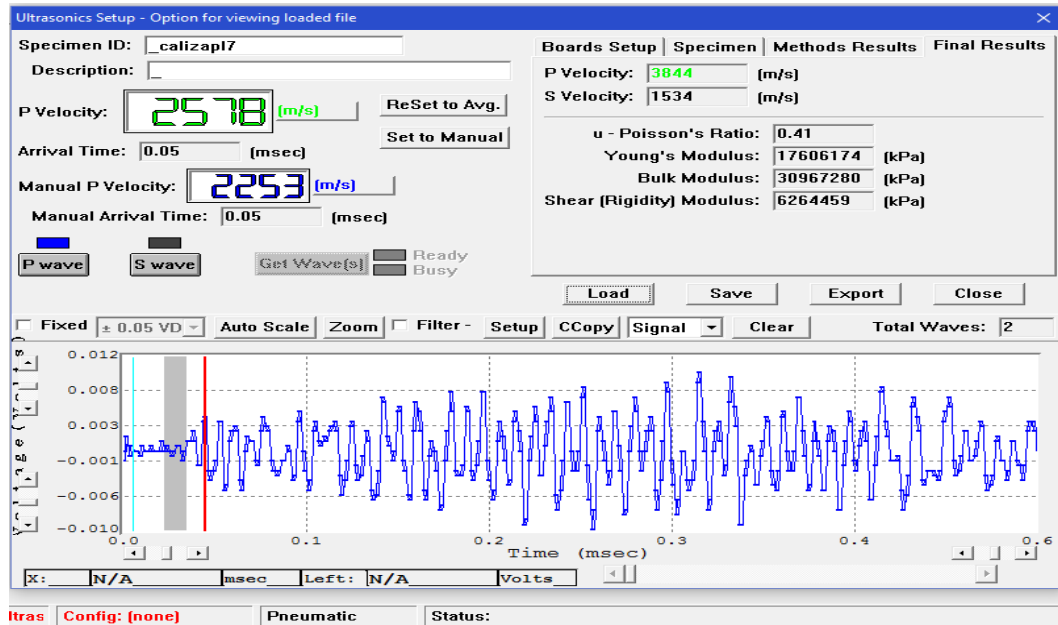 Ultrasonics Setup - Option for viewing loaded file
Specimen ID: _calizapl7
Description: _
P Velocity: 2578 (m/s)
ReSet to Avg.
Set to Manual
Arrival Time: 0.05 (msec)
Manual P Velocity: 2253 (m/s)
Manual Arrival Time: 0.05 (msec)
P wave S wave Get Wave(s) Ready
Busy
Boards Setup Specimen Methods Results Final Results
P Velocity: 3844 (m/s)
S Velocity: 1534 (m/s)
u - Poisson's Ratio: 0.41
Young's Modulus: 17606174 (kPa)
Bulk Modulus: 30967280 (kPa)
Shear (Rigidity) Modulus: 6264459 (kPa)
Load Save Export Close
Fixed ± 0.05 VD Auto Scale Zoom Filter - Setup CCopy Signal Clear Total Waves: 2
0.012
0.008
0.003
-0.001
-0.006
-0.010
0.0 0.1 0.2 0.3 0.4 0.6
Time (msec)
X: N/A msec Left: N/A Volts
ltras Config: (none) Pneumatic Status: